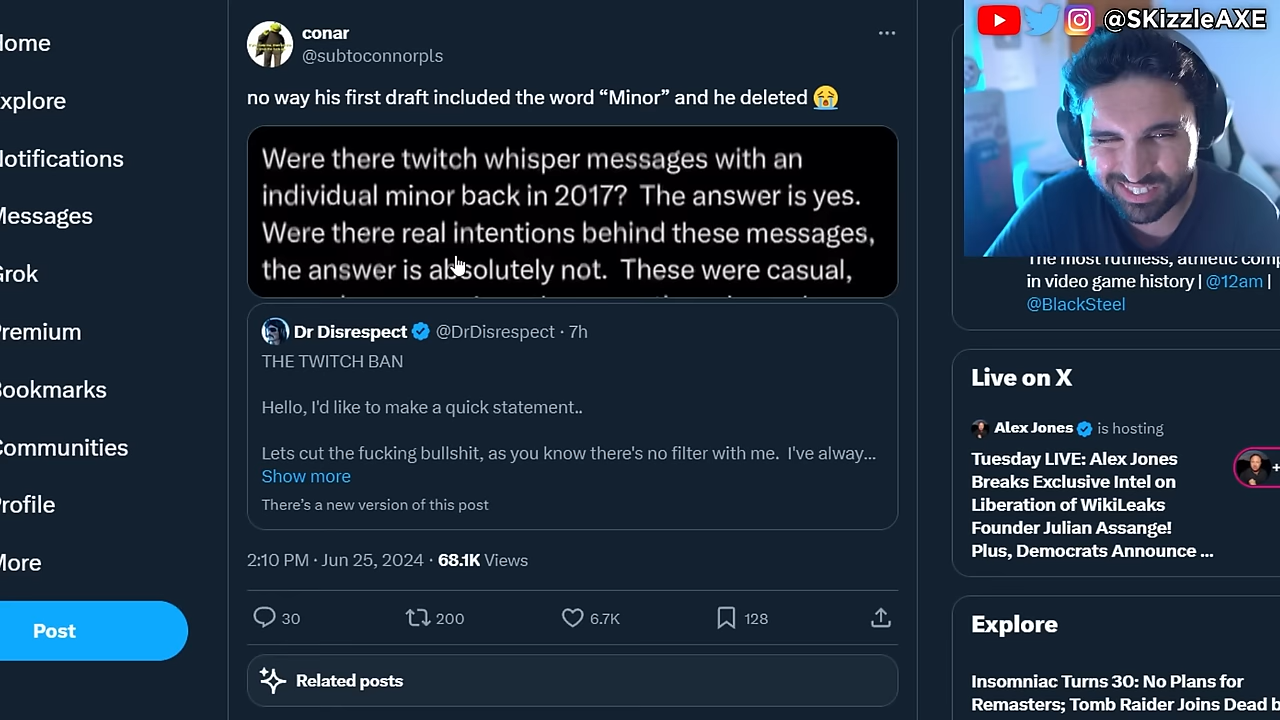 conar
@subtoconnorpls
no way his first draft included the word “Minor” and he deleted 😭
Were there twitch whisper messages with an
individual minor back in 2017?  The answer is yes.
Were there real intentions behind these messages,
the answer is absolutely not.  These were casual,
Dr Disrespect @DrDisrespect · 7h
THE TWITCH BAN
Hello, I'd like to make a quick statement..
Lets cut the fucking bullshit, as you know there's no filter with me.  I've alway...
Show more
There's a new version of this post
2:10 PM · Jun 25, 2024 · 68.1K Views
30
200
6.7K
128
Related posts
ome
xplore
otifications
Messages
Grok
Premium
Bookmarks
Communities
Profile
More
Post
@SKizzleAXE
The most ruthless, athletic comp
in video game history | @12am |
@BlackSteel
Live on X
Alex Jones is hosting
Tuesday LIVE: Alex Jones
Breaks Exclusive Intel on
Liberation of WikiLeaks
Founder Julian Assange!
Plus, Democrats Announce ...
Explore
Insomniac Turns 30: No Plans for
Remasters; Tomb Raider Joins Dead b